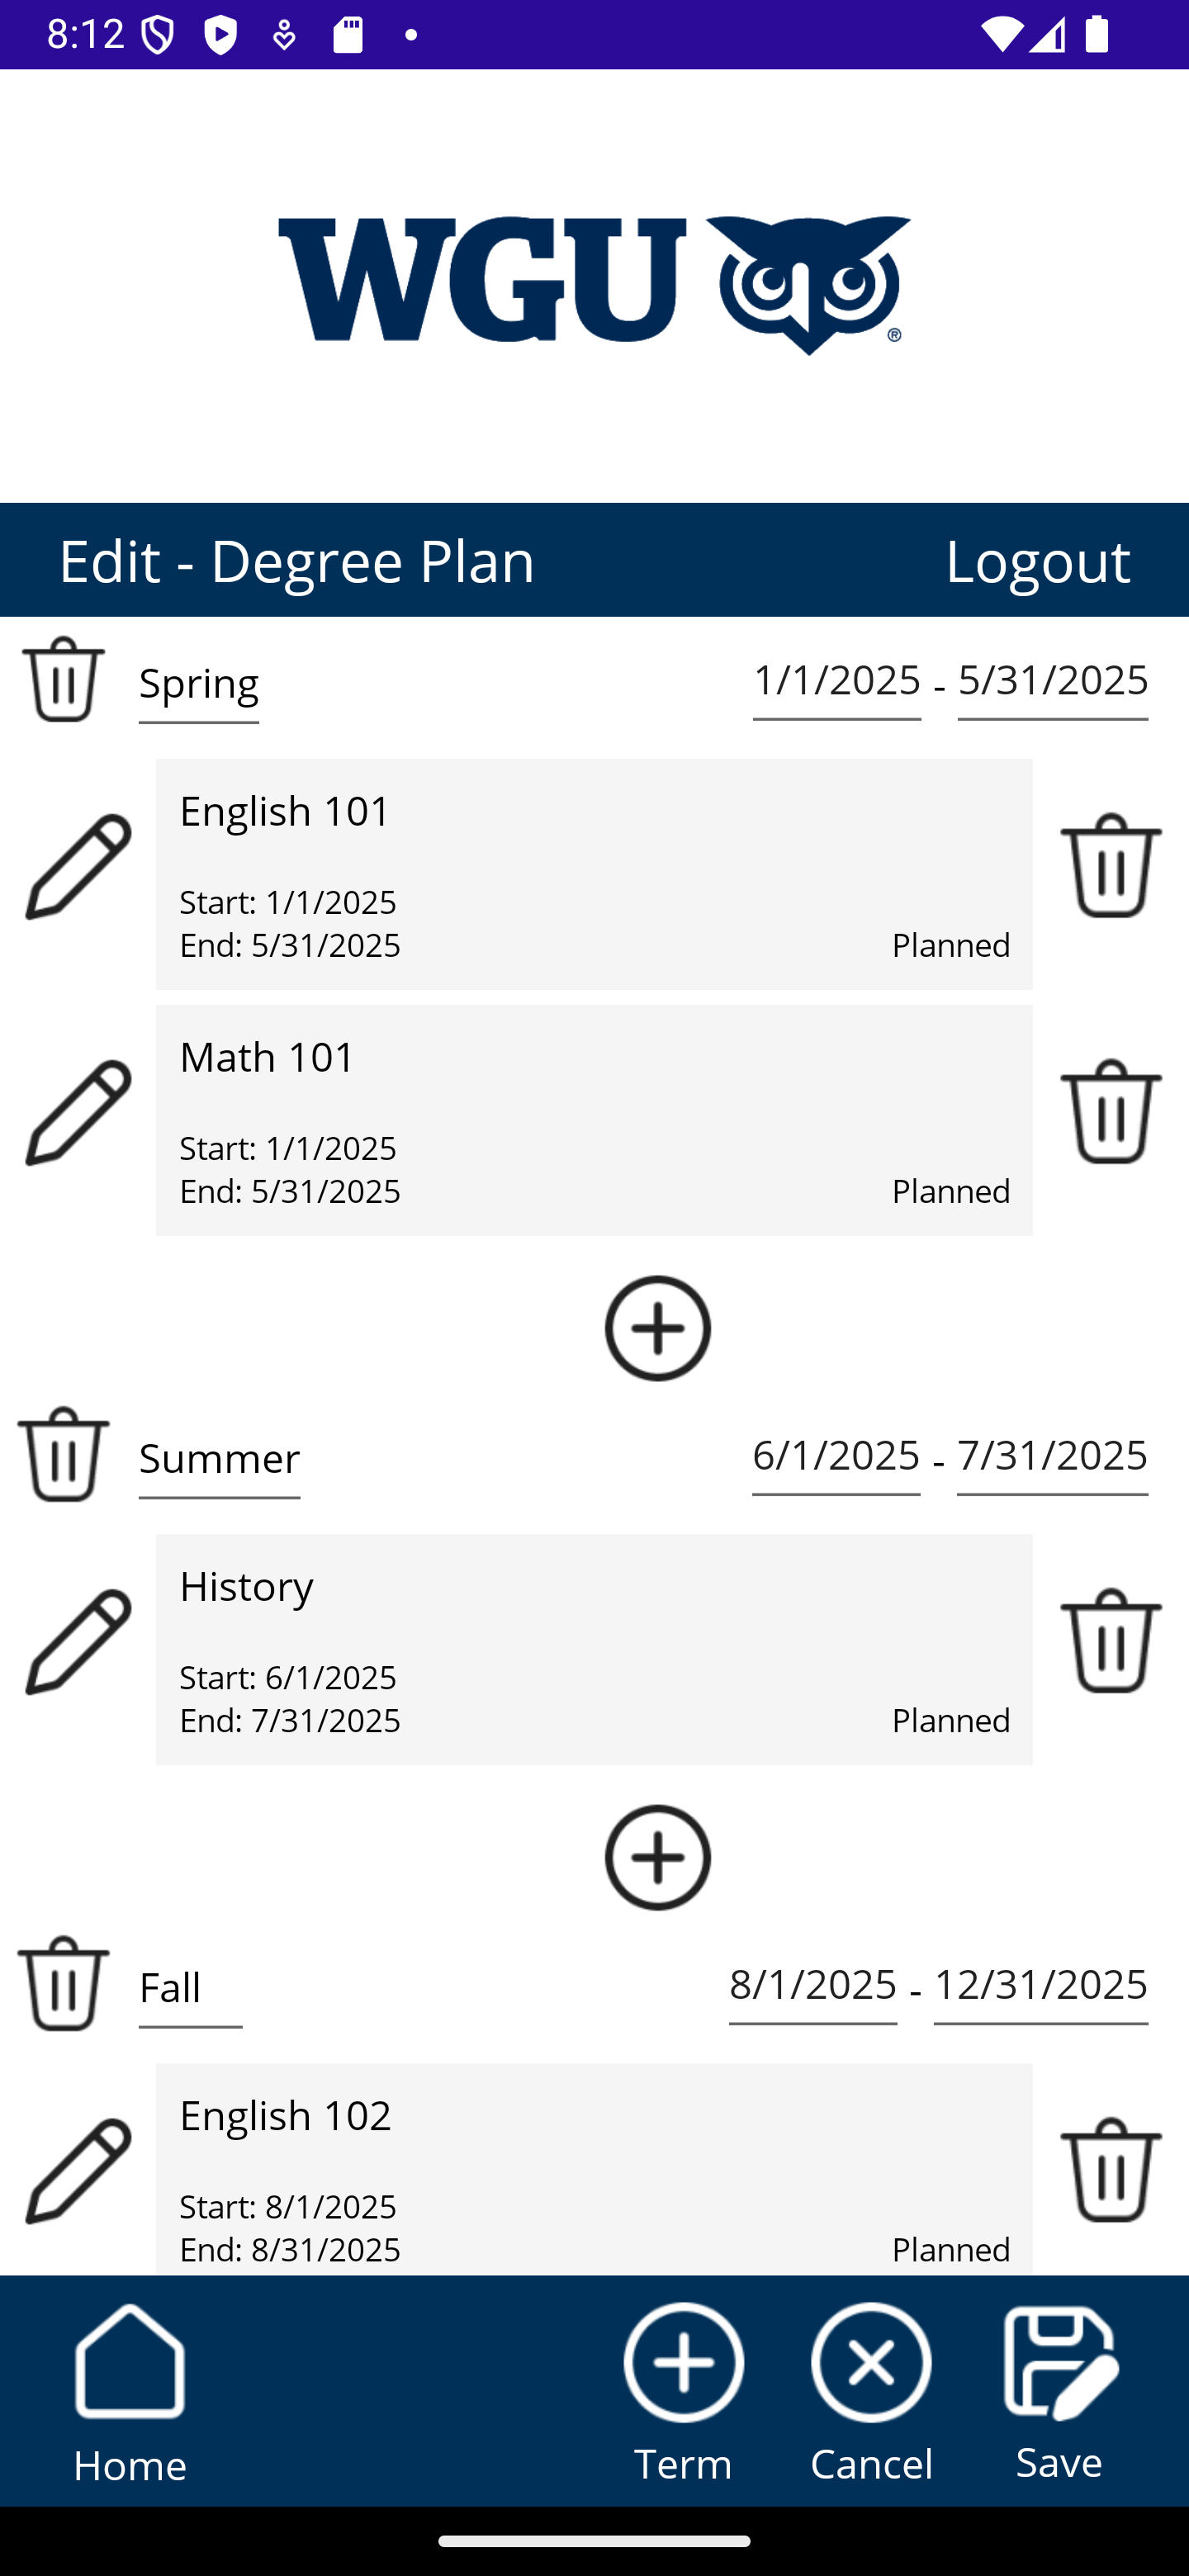 8:12
WGU
®
Edit - Degree Plan Logout
Spring 1/1/2025 - 5/31/2025
English 101
Start: 1/1/2025
End: 5/31/2025 Planned
Math 101
Start: 1/1/2025
End: 5/31/2025 Planned
Summer 6/1/2025 - 7/31/2025
History
Start: 6/1/2025
End: 7/31/2025 Planned
Fall 8/1/2025 - 12/31/2025
English 102
Start: 8/1/2025
End: 8/31/2025 Planned
Home Term Cancel Save